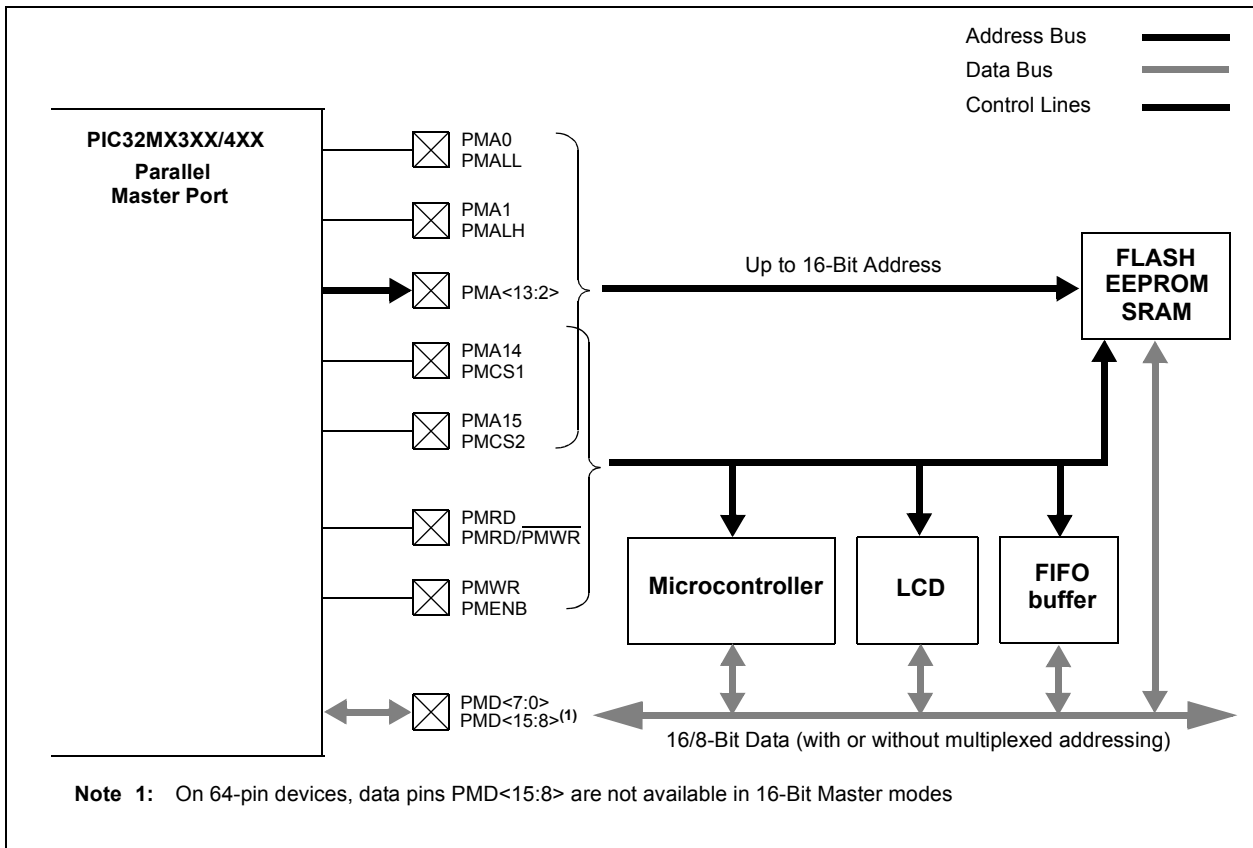 Address Bus
Data Bus
Control Lines
PIC32MX3XX/4XX
Parallel
Master Port
PMA0
PMALL
PMA1
PMALH
PMA<13:2>
PMA14
PMCS1
PMA15
PMCS2
PMRD
PMRD/PMWR
PMWR
PMENB
PMD<7:0>
PMD<15:8>(1)
Up to 16-Bit Address
FLASH
EEPROM
SRAM
Microcontroller
LCD
FIFO
buffer
16/8-Bit Data (with or without multiplexed addressing)
Note 1: On 64-pin devices, data pins PMD<15:8> are not available in 16-Bit Master modes